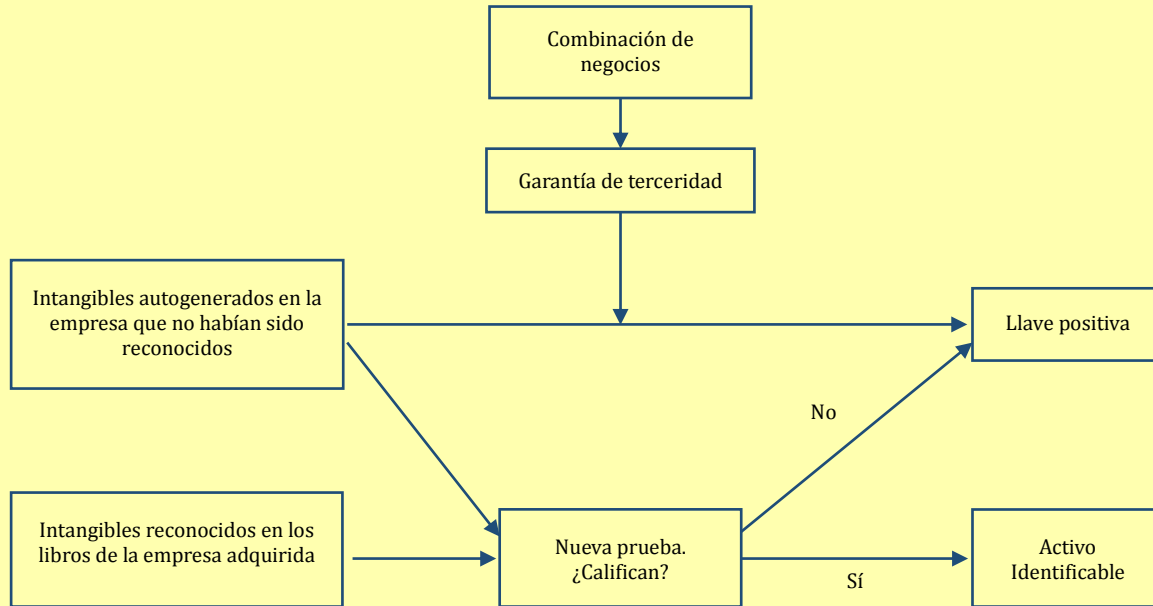 Combinación de
negocios
Garantía de terceridad
Intangibles autogenerados en la
empresa que no habían sido
reconocidos
Llave positiva
No
Intangibles reconocidos en los
libros de la empresa adquirida
Nueva prueba.
¿Califican?
Sí
Activo
Identificable